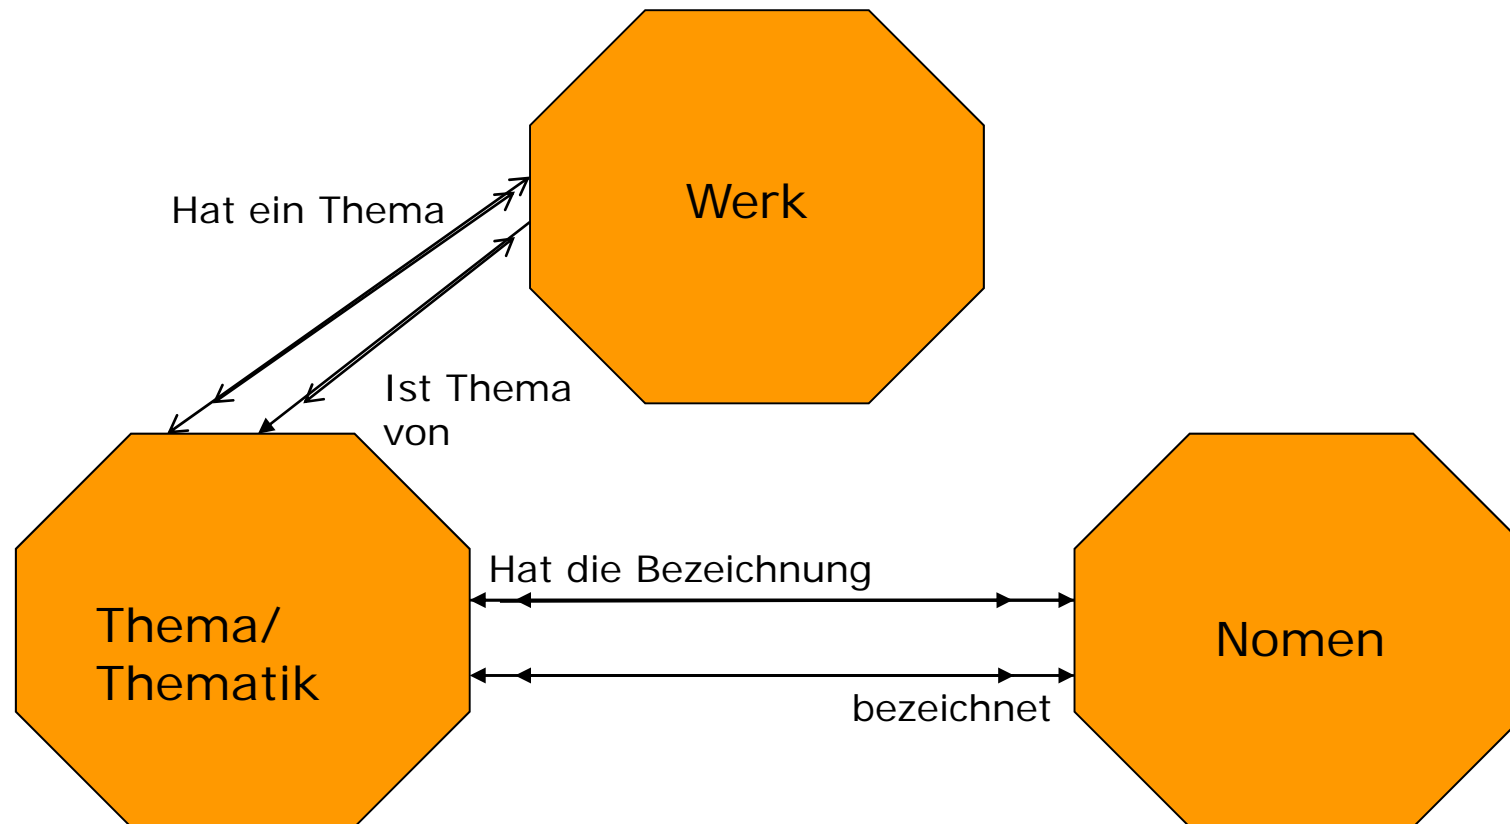 Werk
Hat ein Thema
Ist Thema
von
Hat die Bezeichnung
Thema/
Thematik
Nomen
bezeichnet